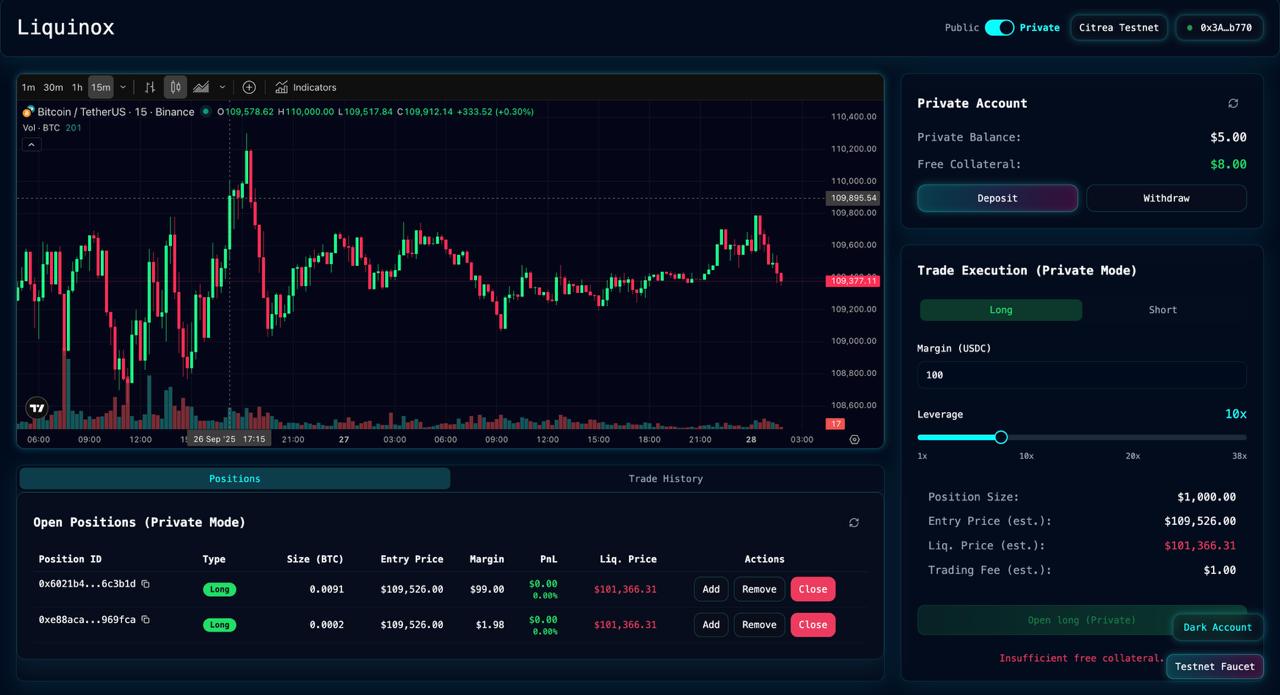 Liquinox
Public Private Citrea Testnet 0x3A…b770
1m 30m 1h 15m Indicators
Bitcoin / TetherUS · 15 · Binance O109,578.62 H110,000.00 L109,517.84 C109,912.14 +333.52 (+0.30%)
Vol · BTC 201
110,400.00
110,200.00
110,000.00
109,895.54
109,800.00
109,600.00
109,377.11
109,200.00
109,000.00
108,800.00
108,600.00
17
06:00 09:00 12:00 26 Sep '25 17:15 21:00 27 03:00 06:00 09:00 12:00 15:00 18:00 21:00 28 03:00
Positions Trade History
Open Positions (Private Mode)
Position ID Type Size (BTC) Entry Price Margin PnL Liq. Price Actions
0x6021b4...6c3b1d Long 0.0091 $109,526.00 $99.00 $0.00 $101,366.31 Add Remove Close
0.00%
0xe88aca...969fca Long 0.0002 $109,526.00 $1.98 $0.00 $101,366.31 Add Remove Close
0.00%
Private Account
Private Balance: $5.00
Free Collateral: $8.00
Deposit Withdraw
Trade Execution (Private Mode)
Long Short
Margin (USDC)
100
Leverage 10x
1x 10x 20x 38x
Position Size: $1,000.00
Entry Price (est.): $109,526.00
Liq. Price (est.): $101,366.31
Trading Fee (est.): $1.00
Open long (Private)
Dark Account
Insufficient free collateral.
Testnet Faucet